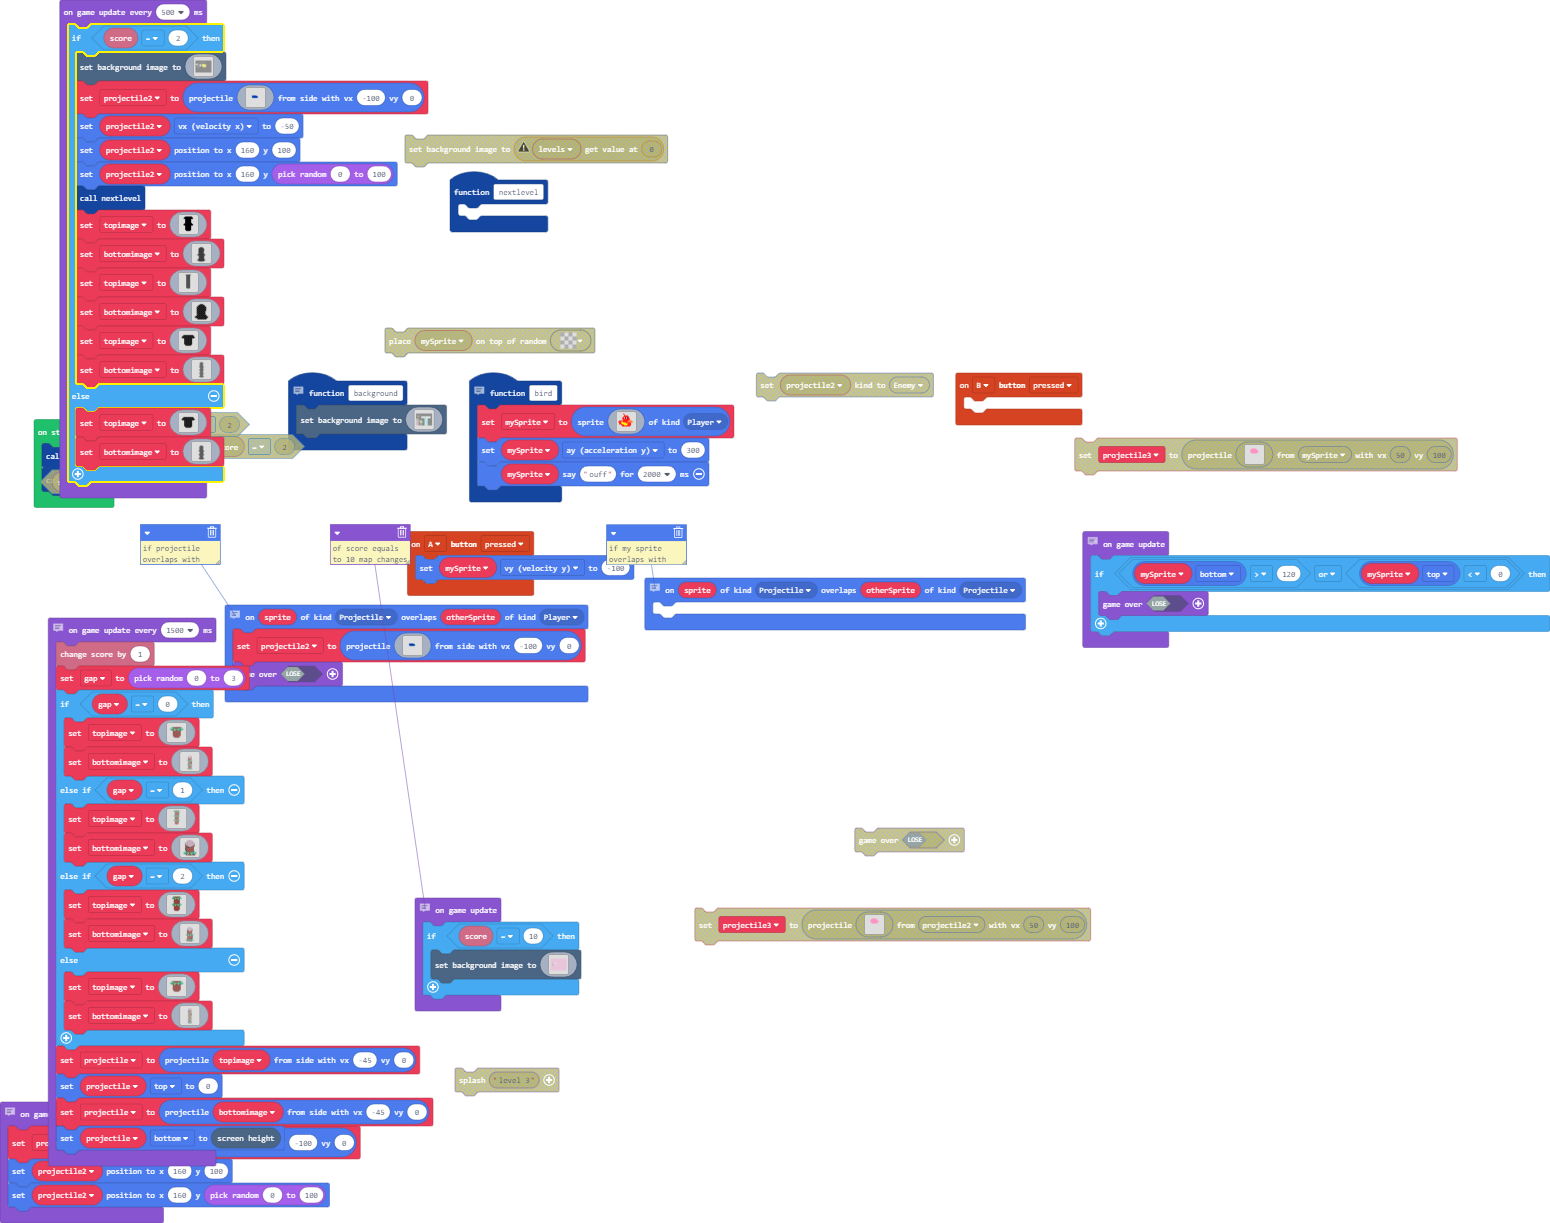 on game update every 500 ms
if score = 2 then
set background image to
set projectile2 to projectile from side with vx -100 vy 0
set projectile2 vx (velocity x) to -50
set projectile2 position to x 160 y 100
set projectile2 position to x 160 y pick random 0 to 100
call nextlevel
set topimage to
set bottomimage to
set topimage to
set bottomimage to
set topimage to
set bottomimage to
else
set topimage to
set bottomimage to
on st
cal
2
ore = 2
set background image to levels get value at 0
function nextlevel
place mySprite on top of random
function background
set background image to
function bird
set mySprite to sprite of kind Player
set mySprite ay (acceleration y) to 300
mySprite say "ouff" for 2000 ms
set projectile2 kind to Enemy
on B button pressed
set projectile3 to projectile from mySprite with vx 50 vy 100
if projectile
overlaps with
of score equals
to 10 map changes
on A button pressed
set mySprite vy (velocity y) to -100
if my sprite
overlaps with
on sprite of kind Projectile overlaps otherSprite of kind Projectile
on game update
if mySprite bottom > 120 or mySprite top < 0 then
game over LOSE
on sprite of kind Projectile overlaps otherSprite of kind Player
set projectile2 to projectile from side with vx -100 vy 0
e over LOSE
on game update every 1500 ms
change score by 1
set gap to pick random 0 to 3
if gap = 0 then
set topimage to
set bottomimage to
else if gap = 1 then
set topimage to
set bottomimage to
else if gap = 2 then
set topimage to
set bottomimage to
else
set topimage to
set bottomimage to
set projectile to projectile topimage from side with vx -45 vy 0
set projectile top to 0
set projectile to projectile bottomimage from side with vx -45 vy 0
set projectile bottom to screen height
on game update
if score = 10 then
set background image to
game over LOSE
set projectile3 to projectile from projectile2 with vx 50 vy 100
splash "level 3"
on gam
set pro -100 vy 0
set projectile2 position to x 160 y 100
set projectile2 position to x 160 y pick random 0 to 100